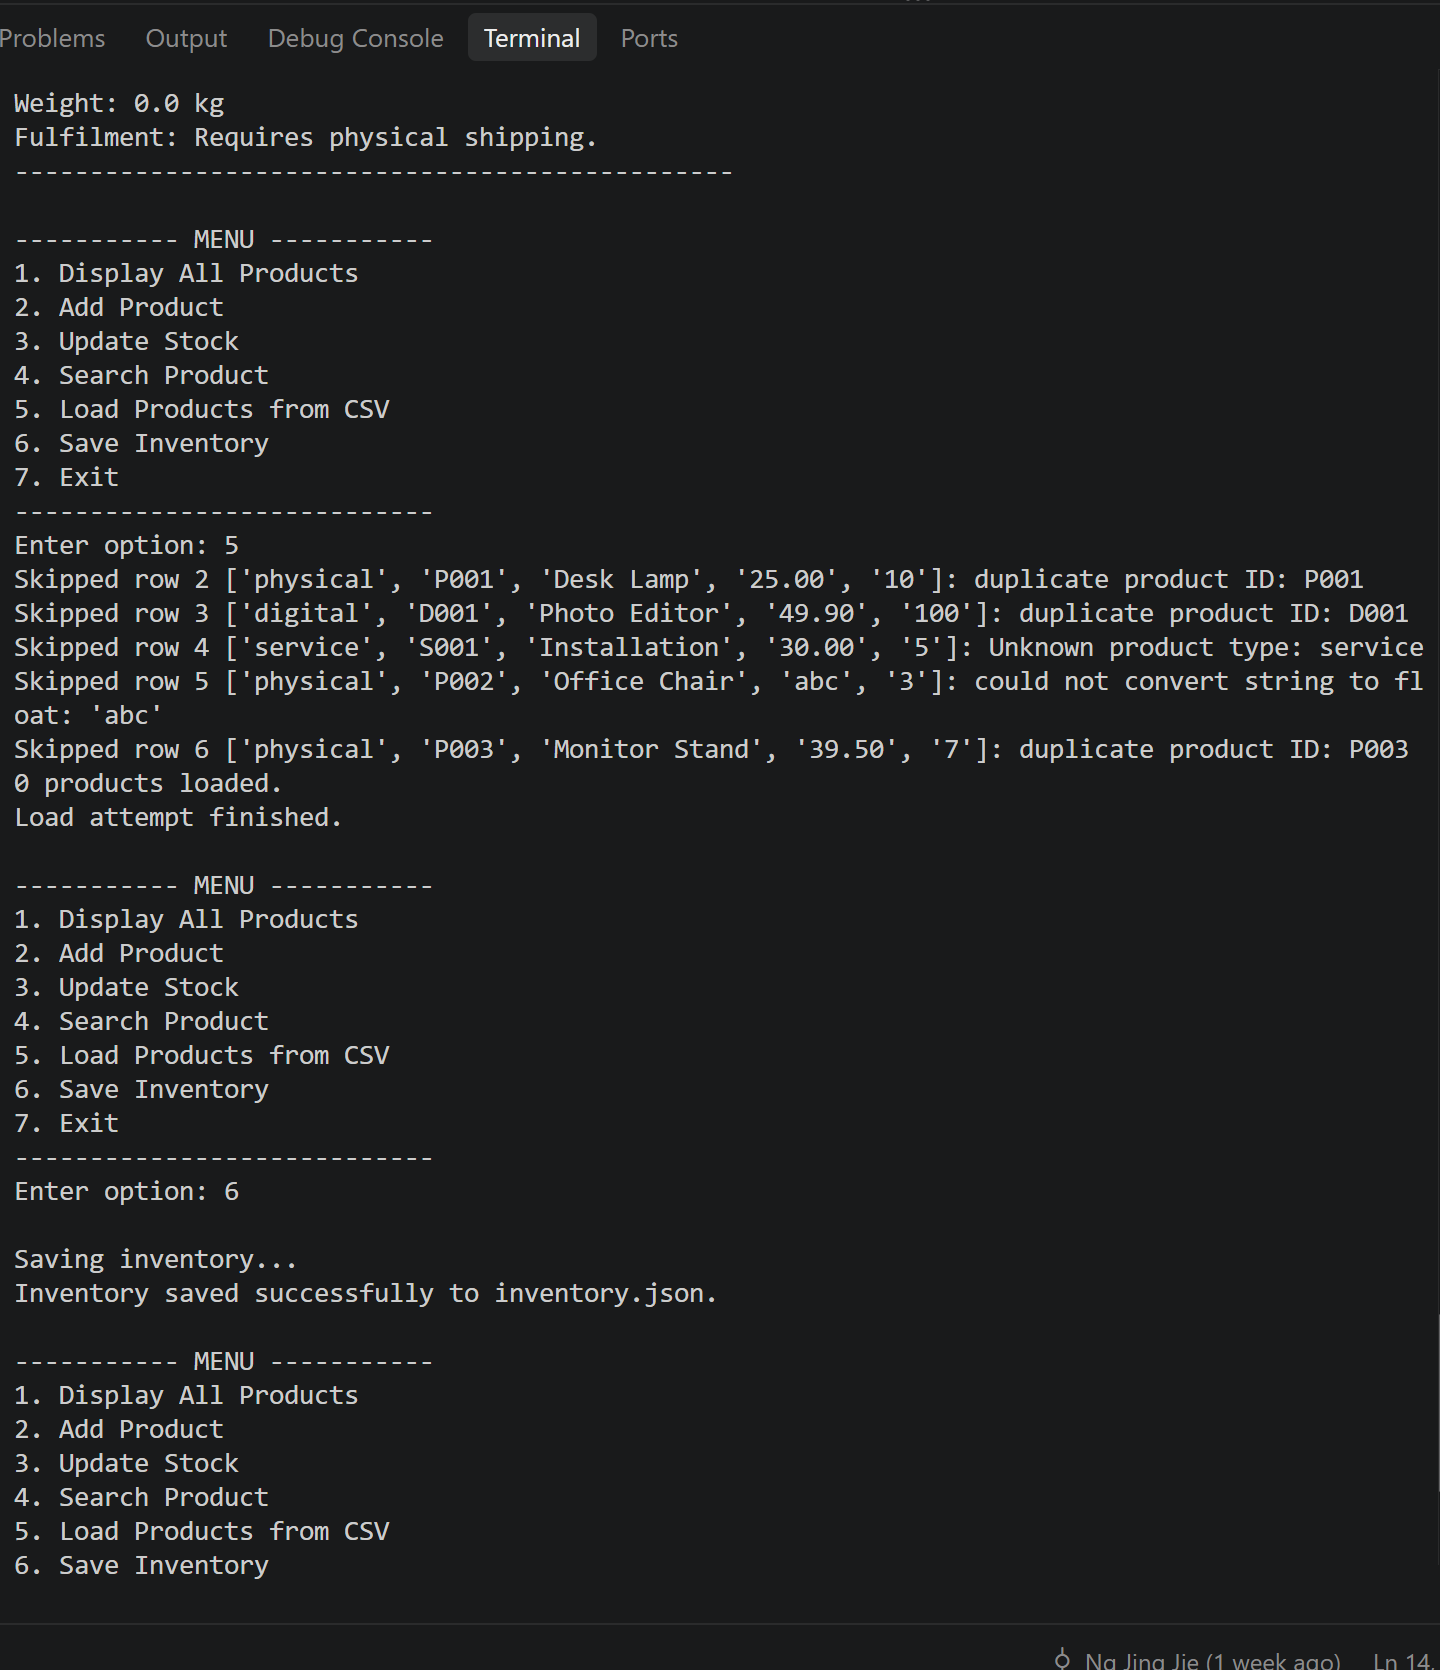 Problems Output Debug Console Terminal Ports
Weight: 0.0 kg
Fulfilment: Requires physical shipping.
------------------------------------------------
----------- MENU -----------
1. Display All Products
2. Add Product
3. Update Stock
4. Search Product
5. Load Products from CSV
6. Save Inventory
7. Exit
----------------------------
Enter option: 5
Skipped row 2 ['physical', 'P001', 'Desk Lamp', '25.00', '10']: duplicate product ID: P001
Skipped row 3 ['digital', 'D001', 'Photo Editor', '49.90', '100']: duplicate product ID: D001
Skipped row 4 ['service', 'S001', 'Installation', '30.00', '5']: Unknown product type: service
Skipped row 5 ['physical', 'P002', 'Office Chair', 'abc', '3']: could not convert string to fl
oat: 'abc'
Skipped row 6 ['physical', 'P003', 'Monitor Stand', '39.50', '7']: duplicate product ID: P003
0 products loaded.
Load attempt finished.
----------- MENU -----------
1. Display All Products
2. Add Product
3. Update Stock
4. Search Product
5. Load Products from CSV
6. Save Inventory
7. Exit
----------------------------
Enter option: 6
Saving inventory...
Inventory saved successfully to inventory.json.
----------- MENU -----------
1. Display All Products
2. Add Product
3. Update Stock
4. Search Product
5. Load Products from CSV
6. Save Inventory
Ng Jing Jie (1 week ago) Ln 14,